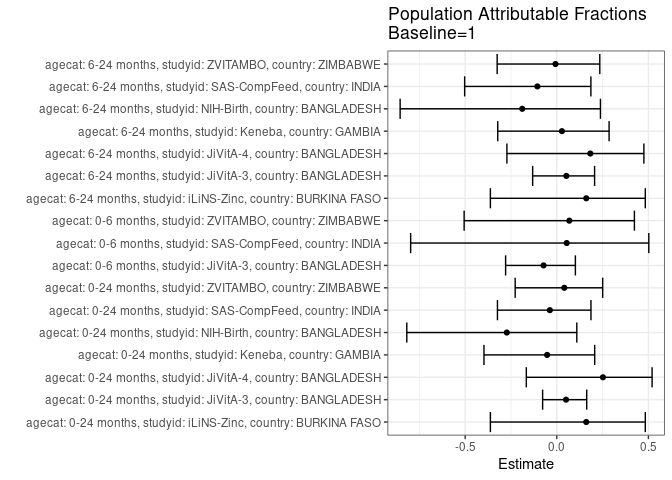 Population Attributable Fractions
Baseline=1
agecat: 6-24 months, studyid: ZVITAMBO, country: ZIMBABWE
agecat: 6-24 months, studyid: SAS-CompFeed, country: INDIA
agecat: 6-24 months, studyid: NIH-Birth, country: BANGLADESH
agecat: 6-24 months, studyid: Keneba, country: GAMBIA
agecat: 6-24 months, studyid: JiVitA-4, country: BANGLADESH
agecat: 6-24 months, studyid: JiVitA-3, country: BANGLADESH
agecat: 6-24 months, studyid: iLiNS-Zinc, country: BURKINA FASO
agecat: 0-6 months, studyid: ZVITAMBO, country: ZIMBABWE
agecat: 0-6 months, studyid: SAS-CompFeed, country: INDIA
agecat: 0-6 months, studyid: JiVitA-3, country: BANGLADESH
agecat: 0-24 months, studyid: ZVITAMBO, country: ZIMBABWE
agecat: 0-24 months, studyid: SAS-CompFeed, country: INDIA
agecat: 0-24 months, studyid: NIH-Birth, country: BANGLADESH
agecat: 0-24 months, studyid: Keneba, country: GAMBIA
agecat: 0-24 months, studyid: JiVitA-4, country: BANGLADESH
agecat: 0-24 months, studyid: JiVitA-3, country: BANGLADESH
agecat: 0-24 months, studyid: iLiNS-Zinc, country: BURKINA FASO
-0.5 0.0 0.5
Estimate